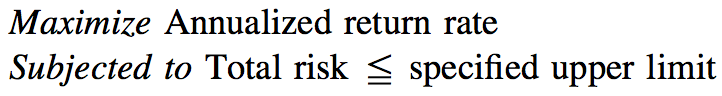 Maximize Annualized return rate
Subjected to Total risk ≦ specified upper limit